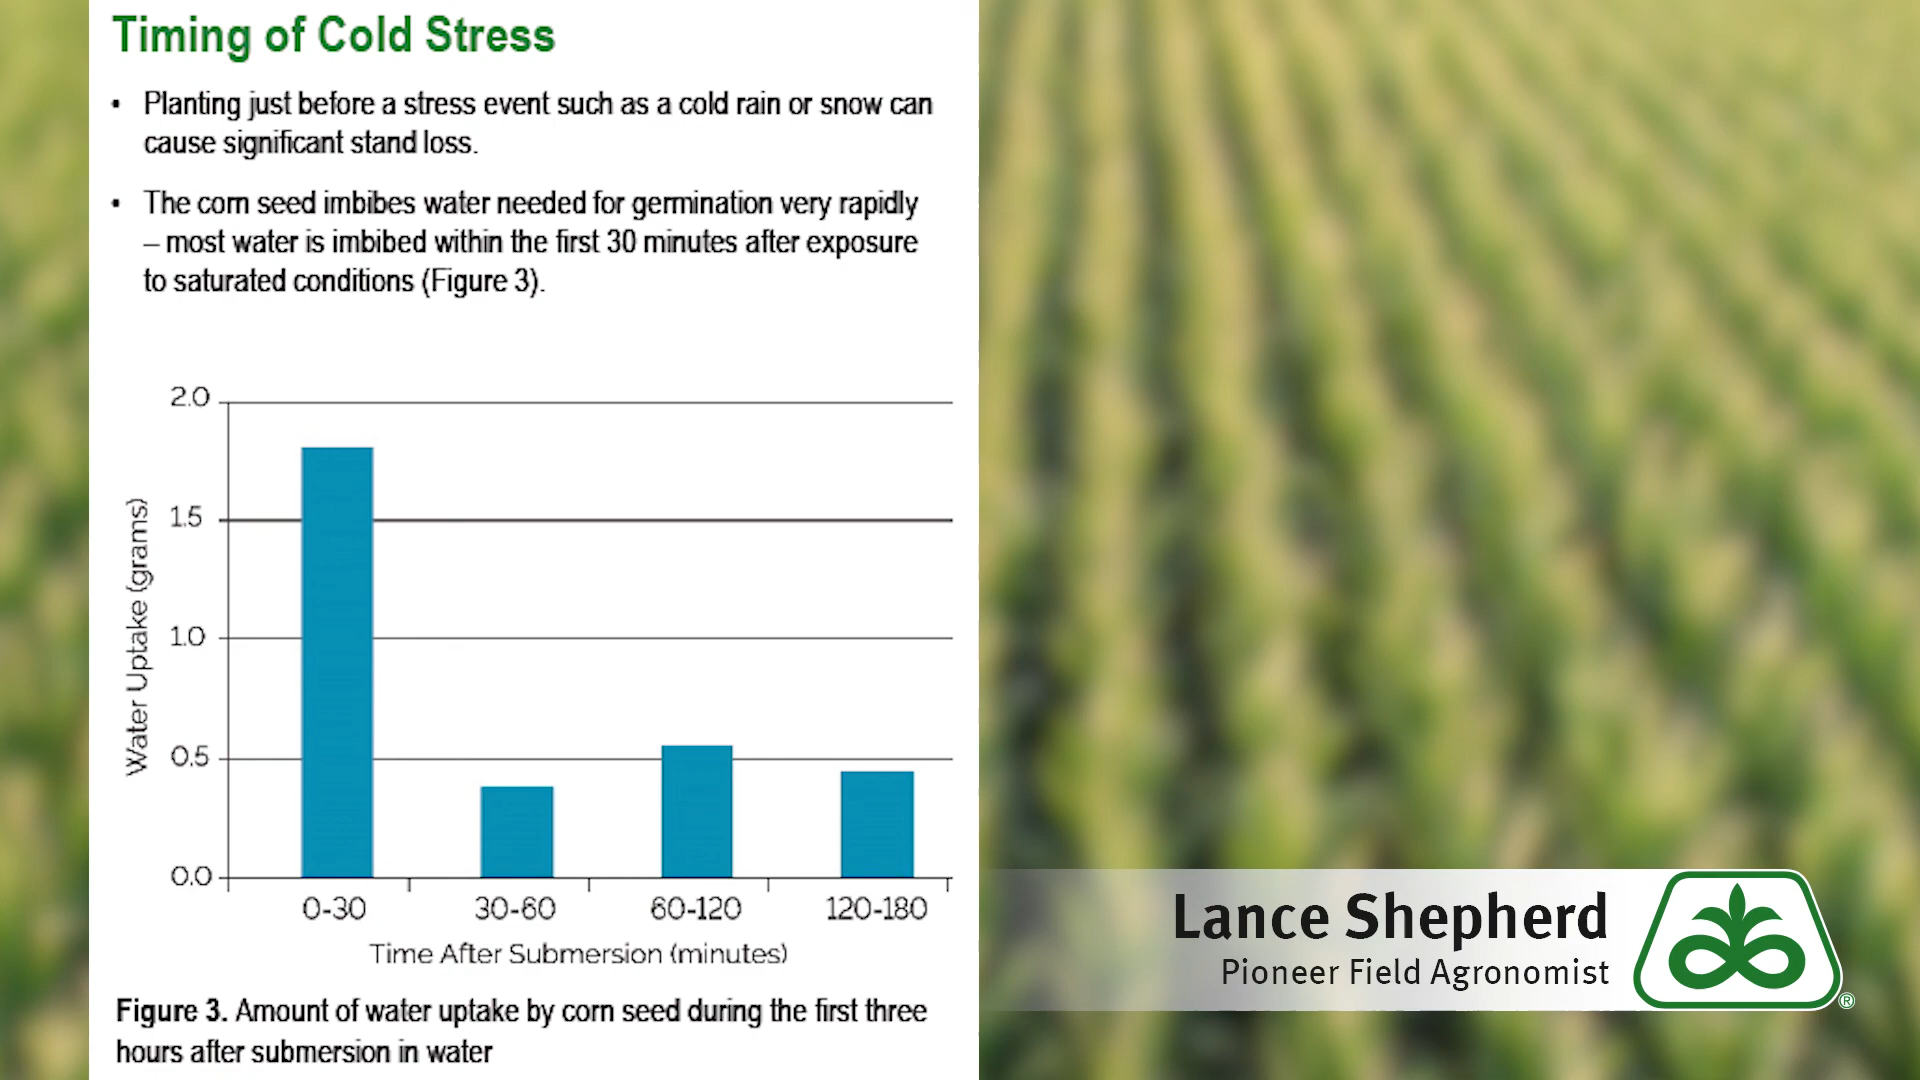 Timing of Cold Stress
• Planting just before a stress event such as a cold rain or snow can
cause significant stand loss.
• The corn seed imbibes water needed for germination very rapidly
– most water is imbibed within the first 30 minutes after exposure
to saturated conditions (Figure 3).
2.0
1.5
1.0
0.5
0.0
Water Uptake (grams)
0-30 30-60 60-120 120-180
Time After Submersion (minutes)
Figure 3. Amount of water uptake by corn seed during the first three
hours after submersion in water
Lance Shepherd
Pioneer Field Agronomist
®